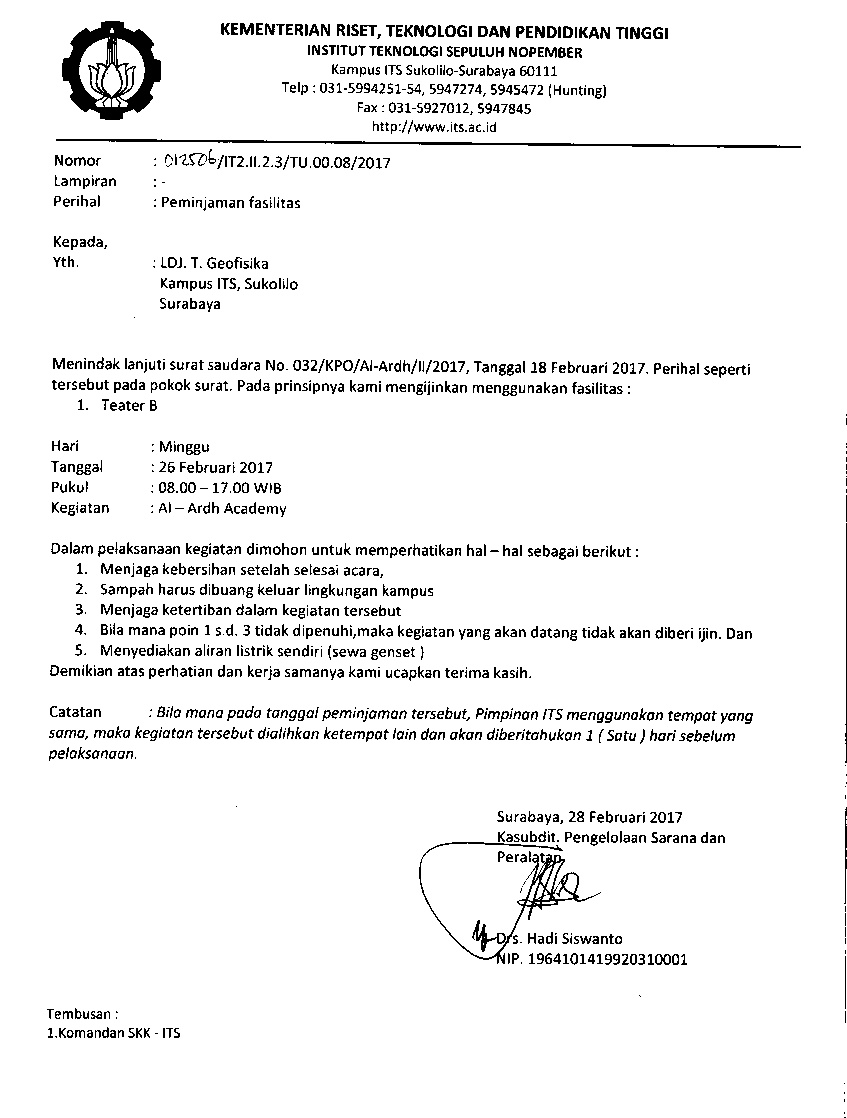 KEMENTERIAN RISET, TEKNOLOGI DAN PENDIDIKAN TINGGI
INSTITUT TEKNOLOGI SEPULUH NOPEMBER
Kampus ITS Sukolilo-Surabaya 60111
Telp : 031-5994251-54, 5947274, 5945472 (Hunting)
Fax : 031-5927012, 5947845
http://www.its.ac.id
Nomor : 012506/IT2.II.2.3/TU.00.08/2017
Lampiran : -
Perihal : Peminjaman fasilitas
Kepada,
Yth. : LDJ. T. Geofisika
Kampus ITS, Sukolilo
Surabaya
Menindak lanjuti surat saudara No. 032/KPO/Al-Ardh/II/2017, Tanggal 18 Februari 2017. Perihal seperti
tersebut pada pokok surat. Pada prinsipnya kami mengijinkan menggunakan fasilitas :
1. Teater B
Hari : Minggu
Tanggal : 26 Februari 2017
Pukul : 08.00 – 17.00 WIB
Kegiatan : Al – Ardh Academy
Dalam pelaksanaan kegiatan dimohon untuk memperhatikan hal – hal sebagai berikut :
1. Menjaga kebersihan setelah selesai acara,
2. Sampah harus dibuang keluar lingkungan kampus
3. Menjaga ketertiban dalam kegiatan tersebut
4. Bila mana poin 1 s.d. 3 tidak dipenuhi,maka kegiatan yang akan datang tidak akan diberi ijin. Dan
5. Menyediakan aliran listrik sendiri (sewa genset )
Demikian atas perhatian dan kerja samanya kami ucapkan terima kasih.
Catatan : Bila mana pada tanggal peminjaman tersebut, Pimpinan ITS menggunakan tempat yang
sama, maka kegiatan tersebut dialihkan ketempat lain dan akan diberitahukan 1 ( Satu ) hari sebelum
pelaksanaan.
Surabaya, 28 Februari 2017
Kasubdit. Pengelolaan Sarana dan
Peralatan
Drs. Hadi Siswanto
NIP. 1964101419920310001
Tembusan :
1.Komandan SKK - ITS